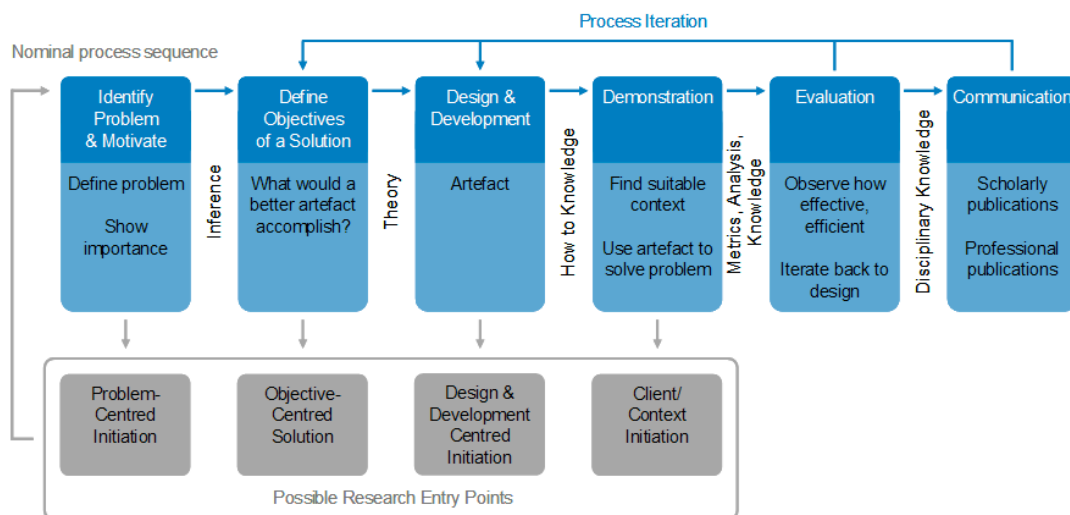 Process Iteration
Nominal process sequence
Identify
Problem
& Motivate
Define problem
Show
importance
Inference
Define
Objectives
of a Solution
What would a
better artefact
accomplish?
Theory
Design &
Development
Artefact
How to Knowledge
Demonstration
Find suitable
context
Use artefact to
solve problem
Metrics, Analysis,
Knowledge
Evaluation
Observe how
effective,
efficient
Iterate back to
design
Disciplinary Knowledge
Communication
Scholarly
publications
Professional
publications
Problem-
Centred
Initiation
Objective-
Centred
Solution
Design &
Development
Centred
Initiation
Client/
Context
Initiation
Possible Research Entry Points